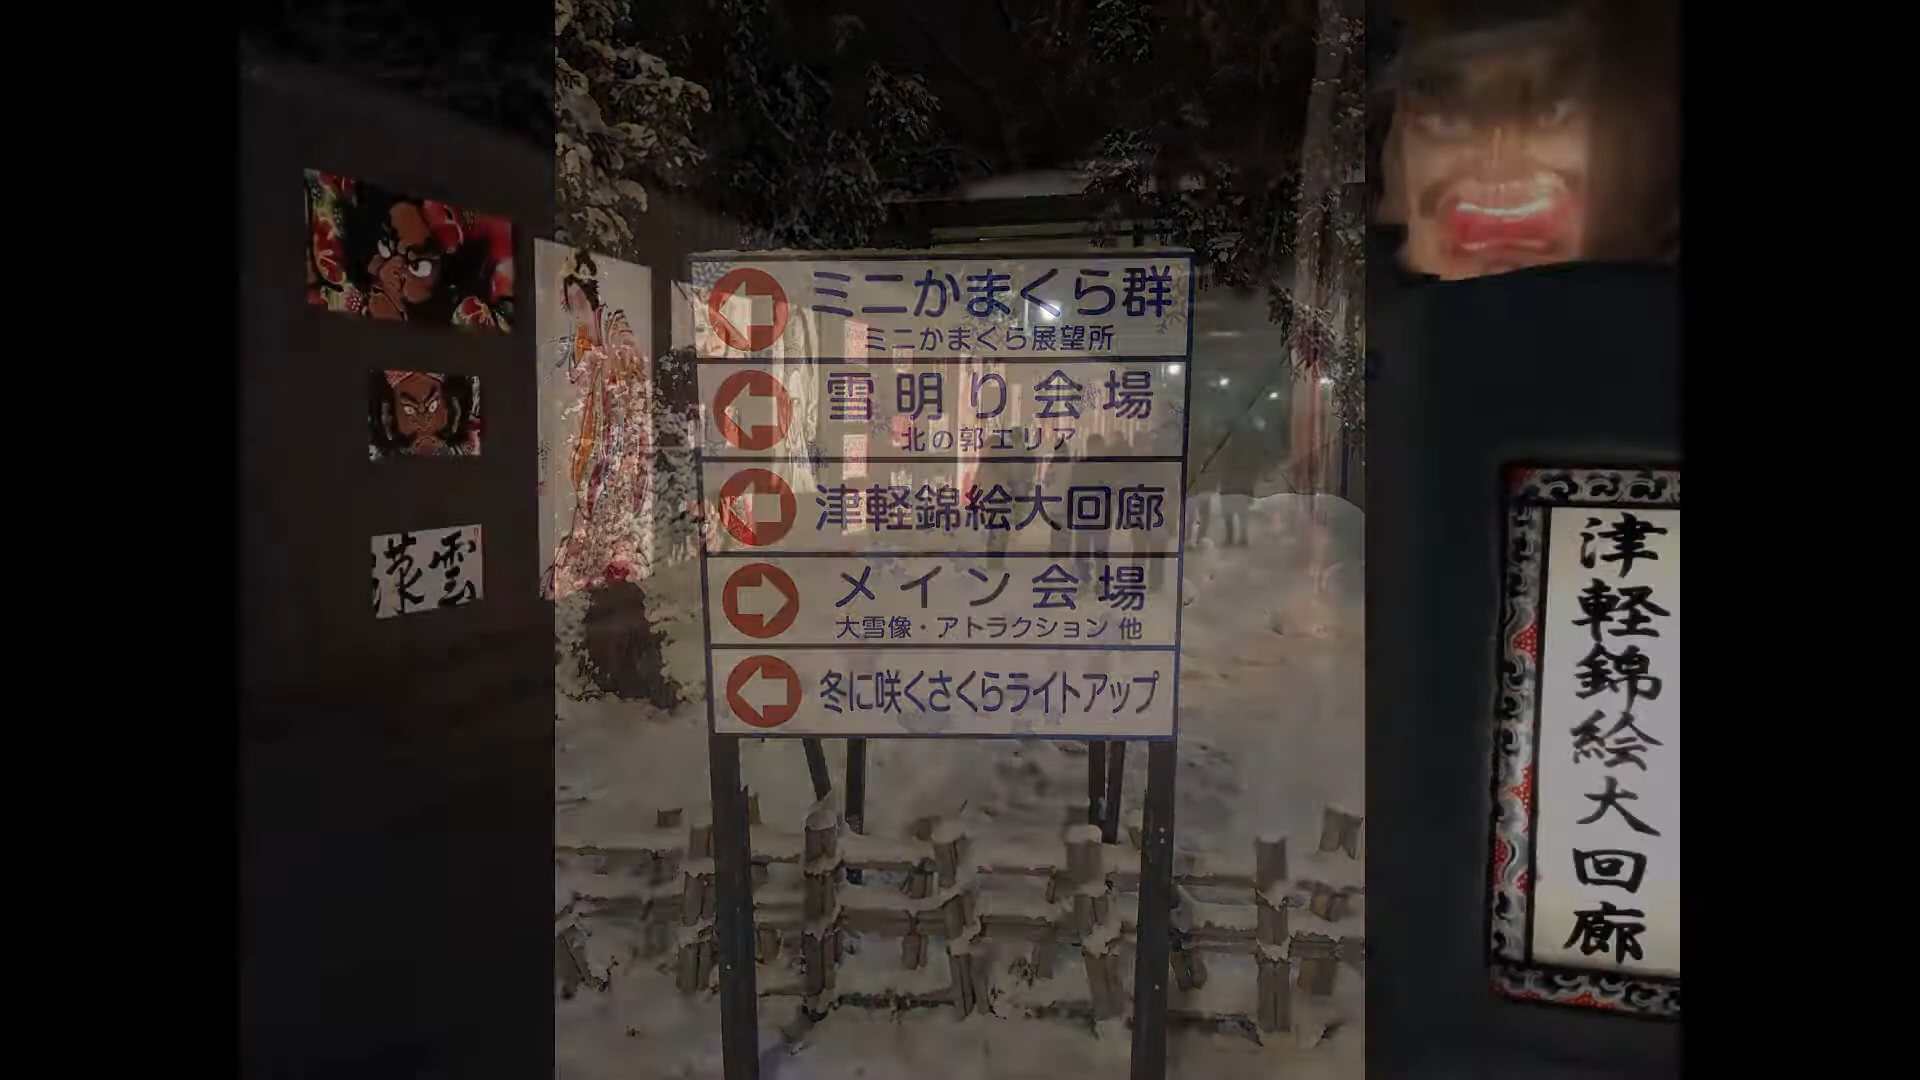 ミニかまくら群
ミニかまくら展望所
雪明り会場
北の郭エリア
津軽錦絵大回廊
メイン会場
大雪像・アトラクション 他
冬に咲くさくらライトアップ
漢雲
津軽錦絵大回廊